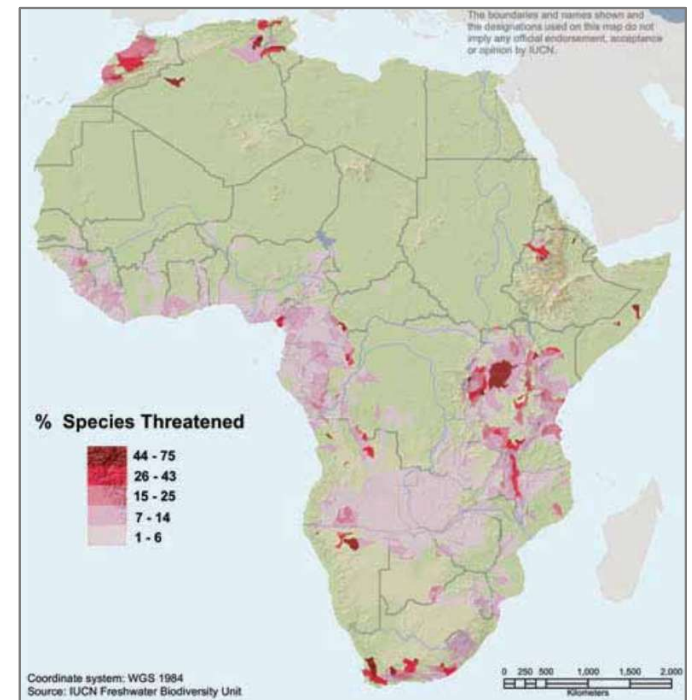 The boundaries and names shown and
the designations used on this map do not
imply any official endorsement, acceptance
or opinion by IUCN.
% Species Threatened
44 - 75
26 - 43
15 - 25
7 - 14
1 - 6
Coordinate system: WGS 1984
Source: IUCN Freshwater Biodiversity Unit
0 250 500 1,000 1,500 2,000
Kilometers